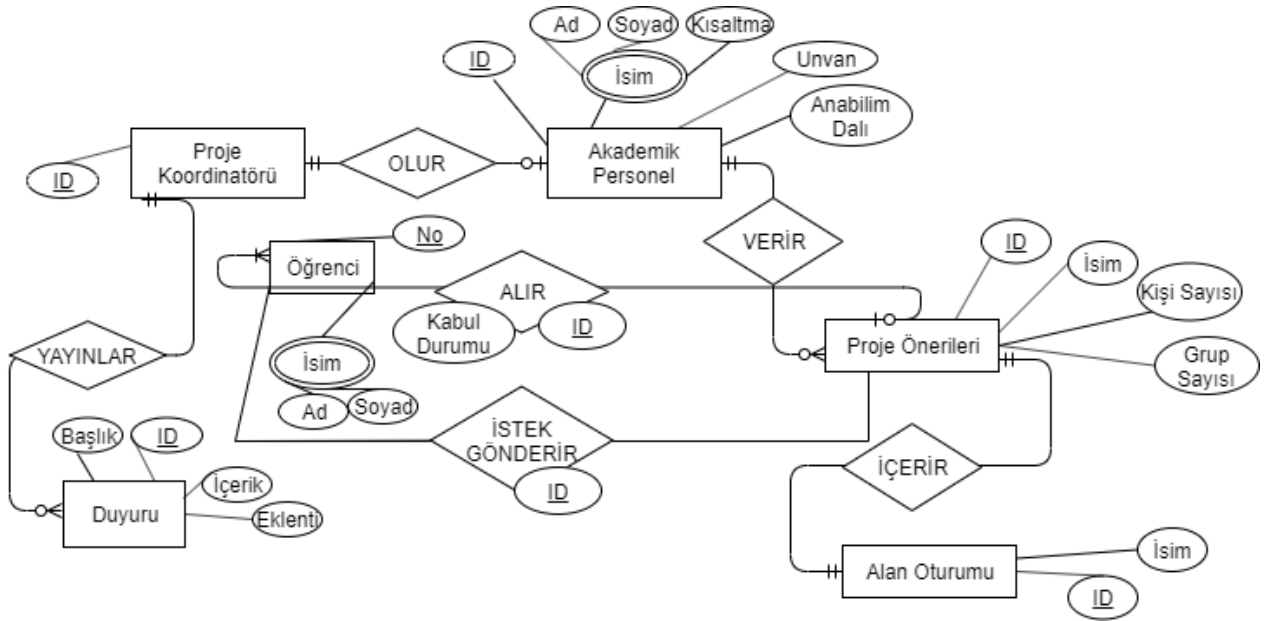 Ad
Soyad
Kısaltma
ID
İsim
Unvan
Anabilim
Dalı
Proje
Koordinatörü
OLUR
Akademik
Personel
ID
No
VERİR
ID
İsim
Öğrenci
ALIR
Kişi Sayısı
Kabul
Durumu
ID
Proje Önerileri
Grup
Sayısı
YAYINLAR
İsim
Ad
Soyad
İSTEK
GÖNDERİR
ID
İÇERİR
Başlık
ID
İçerik
Duyuru
Eklenti
Alan Oturumu
İsim
ID